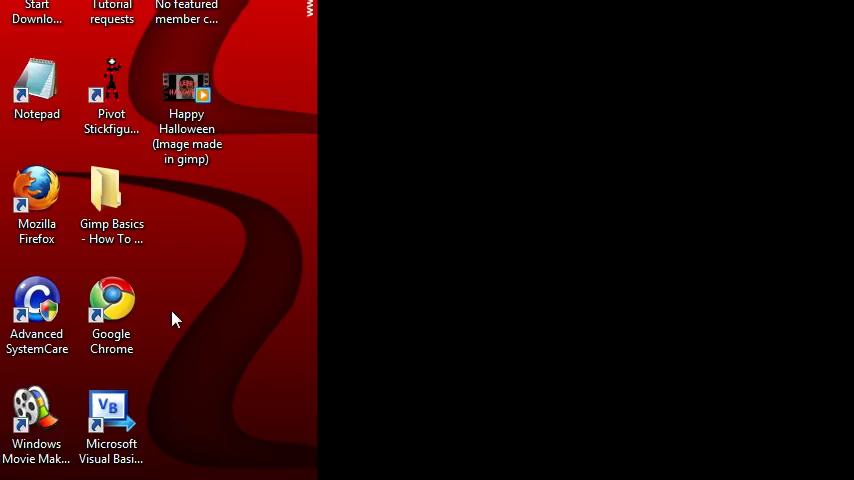 Start
Downlo...
Tutorial
requests
No featured
member c...
Notepad
Pivot
Stickfigu...
Happy
Halloween
(Image made
in gimp)
Mozilla
Firefox
Gimp Basics
- How To ...
Advanced
SystemCare
Google
Chrome
Windows
Movie Mak...
VB
Microsoft
Visual Basi...